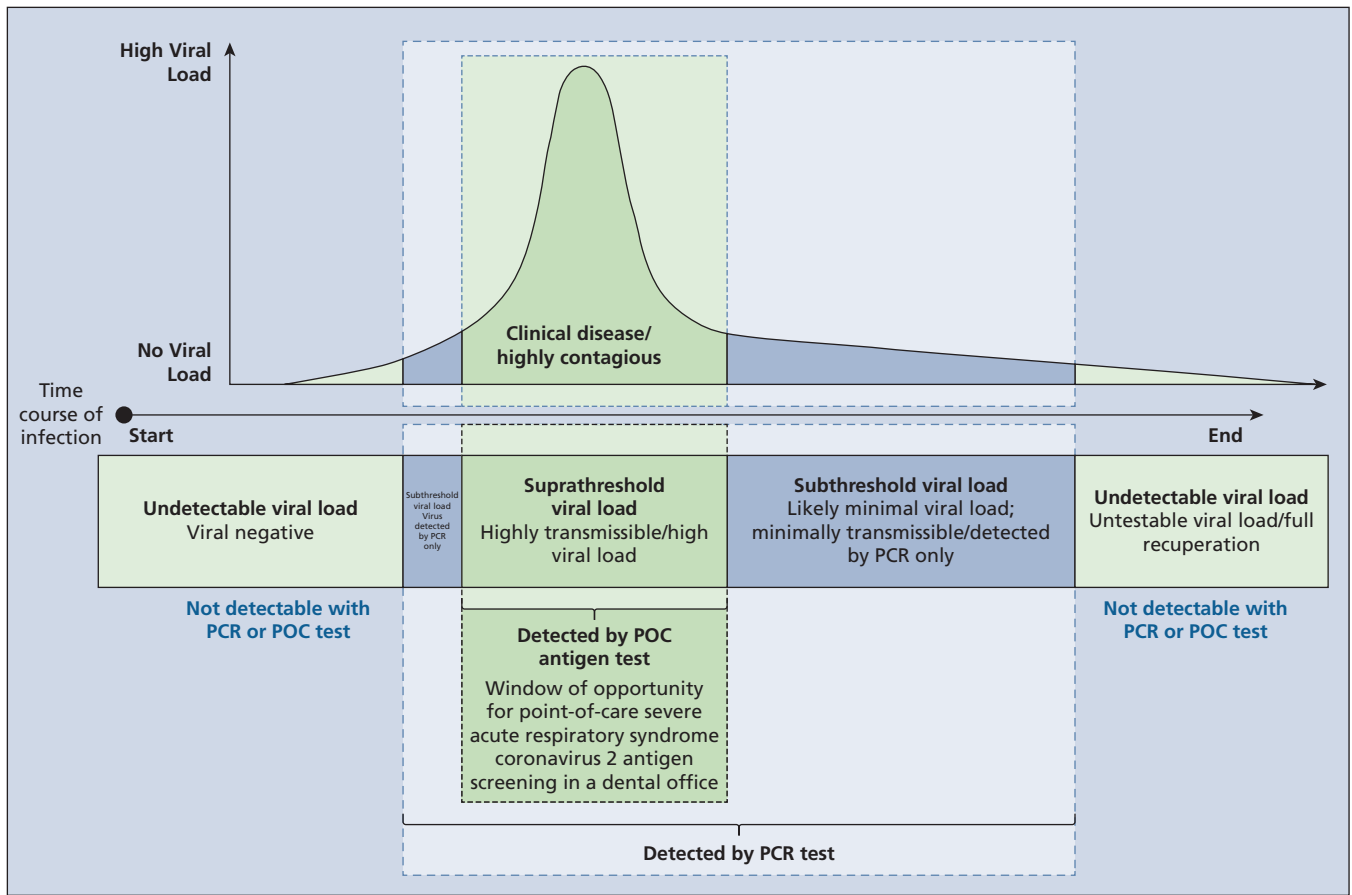 High Viral
Load
No Viral
Load
Clinical disease/
highly contagious
Time
course of
infection
Start
End
Undetectable viral load
Viral negative
Subthreshold
viral load
Virus
detected
by PCR
only
Suprathreshold
viral load
Highly transmissible/high
viral load
Subthreshold viral load
Likely minimal viral load;
minimally transmissible/detected
by PCR only
Undetectable viral load
Untestable viral load/full
recuperation
Not detectable with
PCR or POC test
Detected by POC
antigen test
Window of opportunity
for point-of-care severe
acute respiratory syndrome
coronavirus 2 antigen
screening in a dental office
Not detectable with
PCR or POC test
Detected by PCR test